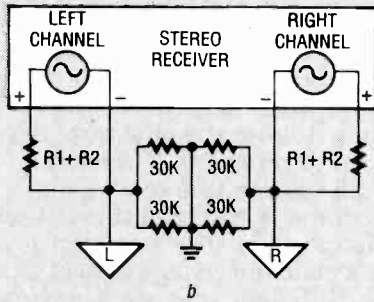 LEFT
CHANNEL
STEREO
RECEIVER
RIGHT
CHANNEL
+ − − +
R1+R2
30K 30K
R1+R2
30K 30K
L
R
b